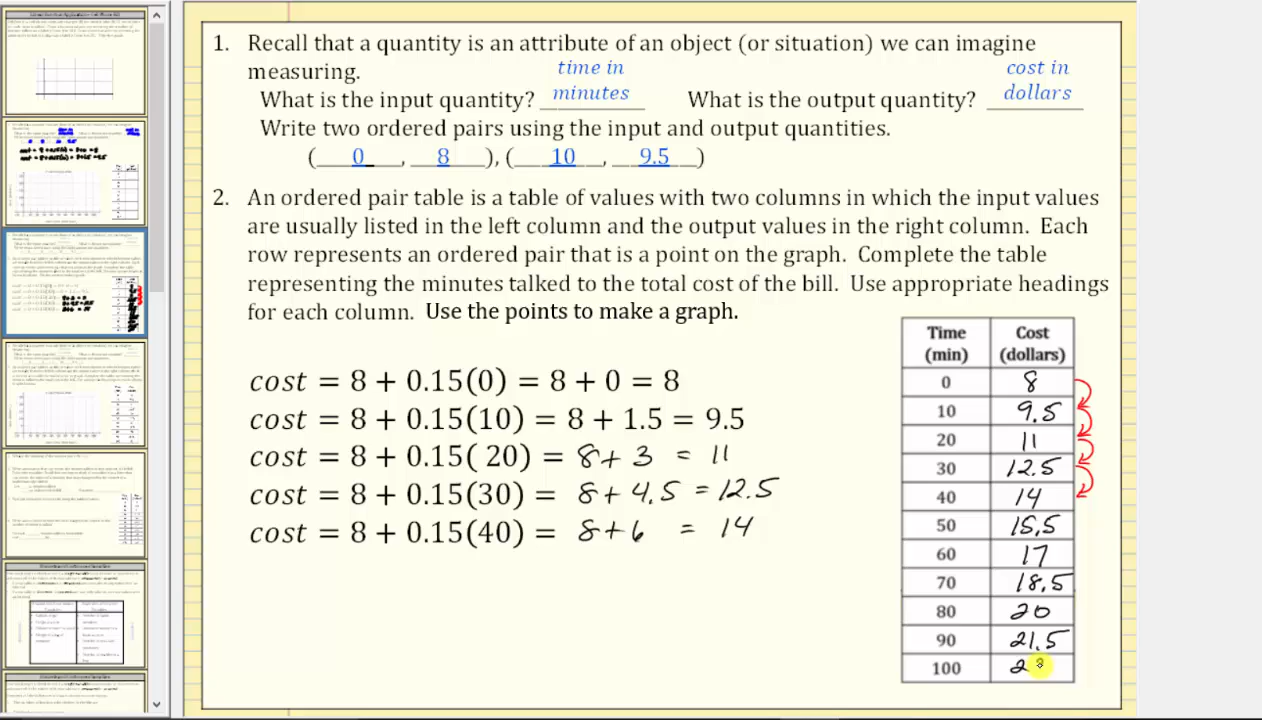 1. Recall that a quantity is an attribute of an object (or situation) we can imagine
measuring.
time in
minutes
cost in
dollars
What is the input quantity? What is the output quantity?
Write two ordered pairs using the input and output quantities.
( 0 , 8 ), ( 10 , 9.5 )
2. An ordered pair table is a table of values with two columns in which the input values
are usually listed in the left column and the output values in the right column. Each
row represents an ordered pair that is a point on the graph. Complete the table
representing the minutes talked to the total cost of the bill. Use appropriate headings
for each column. Use the points to make a graph.
cost = 8 + 0.15(0) = 8 + 0 = 8
cost = 8 + 0.15(10) = 8 + 1.5 = 9.5
cost = 8 + 0.15( 20) = 8 + 3 = 11
cost = 8 + 0.15(30) = 8 + 4.5 = 12.5
cost = 8 + 0.15(40) = 8 + 6 = 14
Time (min) Cost (dollars)
0 8
10 9.5
20 11
30 12.5
40 14
50 15.5
60 17
70 18.5
80 20
90 21.5
100